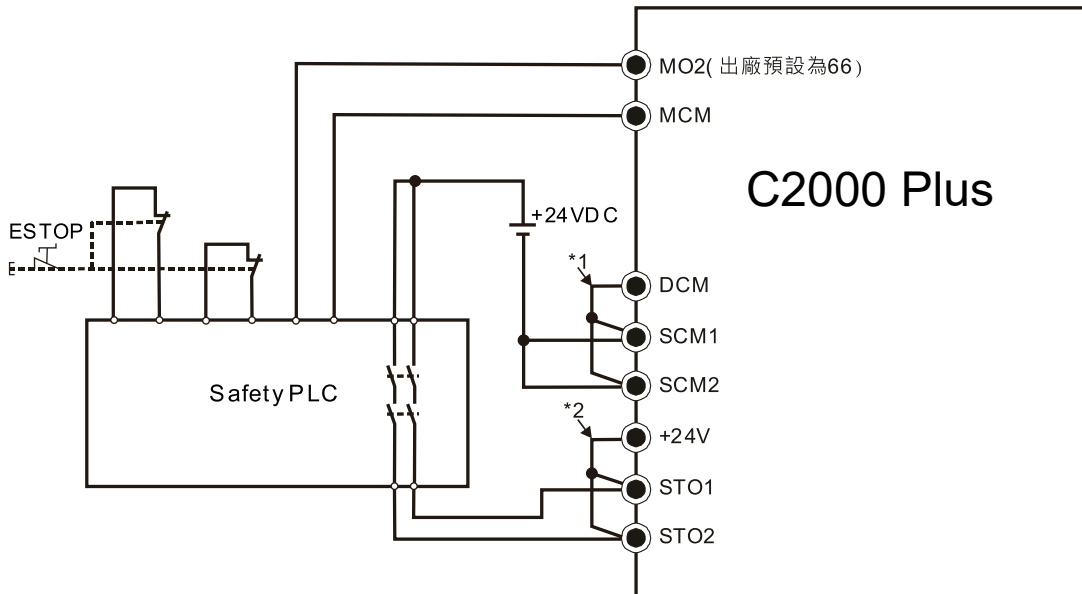 MO2( 出廠預設為66 )
MCM
C2000 Plus
ESTOP
+24VDC
*1
DCM
SCM1
Safety PLC
SCM2
*2
+24V
STO1
STO2